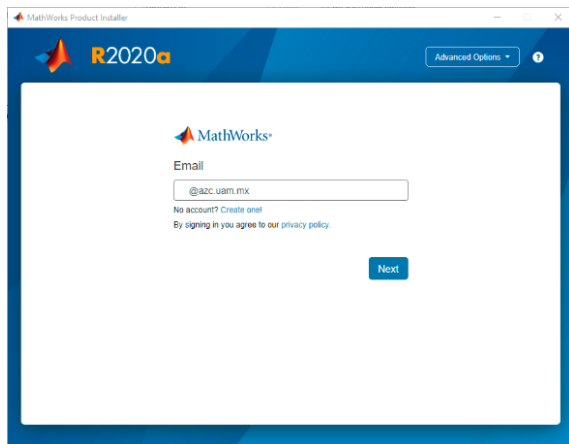 MathWorks Product Installer
R2020a
Advanced Options
?
MathWorks®
Email
@azc.uam.mx
No account? Create one!
By signing in you agree to our privacy policy.
Next